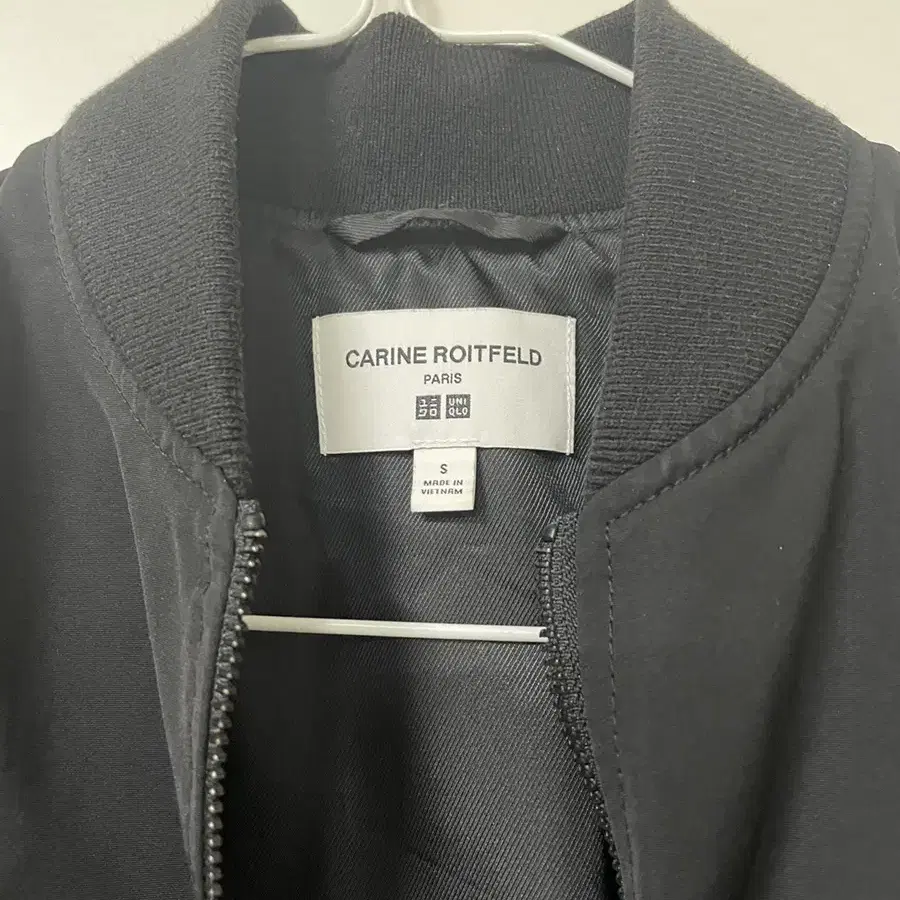 CARINE ROITFELD
PARIS
ユニ UNI
クロ QLO
S
MADE IN
VIETNAM